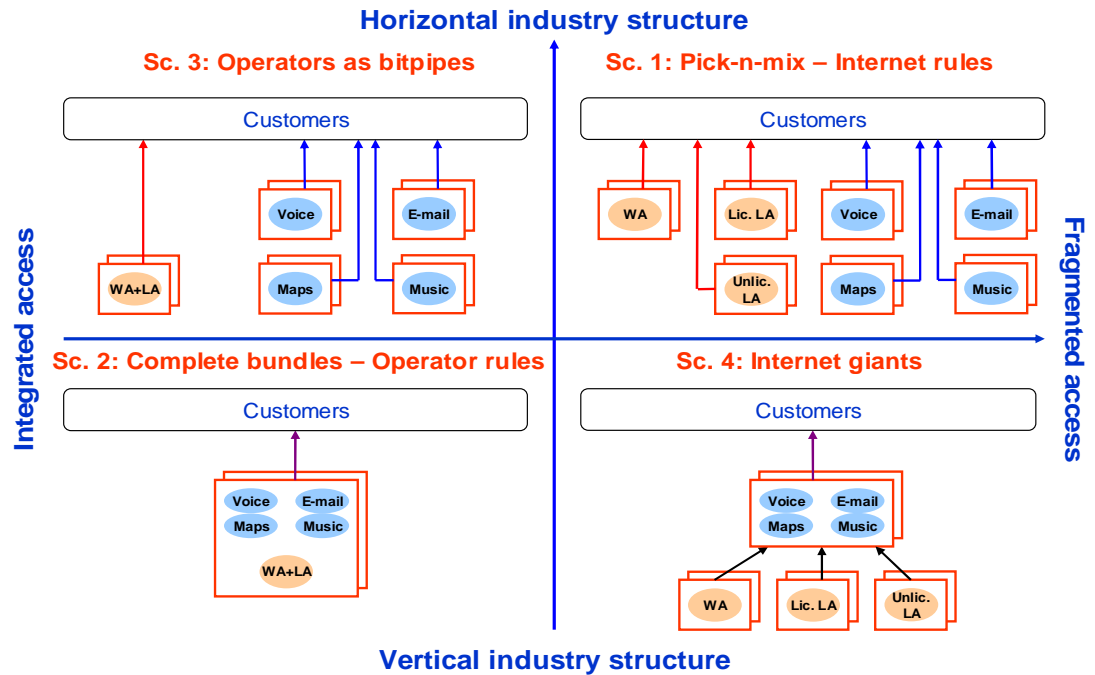 Horizontal industry structure
Sc. 3: Operators as bitpipes
Customers
Voice
E-mail
WA+LA
Maps
Music
Sc. 1: Pick-n-mix – Internet rules
Customers
WA
Lic. LA
Voice
E-mail
Unlic.
LA
Maps
Music
Integrated access
Fragmented access
Sc. 2: Complete bundles – Operator rules
Customers
Voice
E-mail
Maps
Music
WA+LA
Sc. 4: Internet giants
Customers
Voice
E-mail
Maps
Music
WA
Lic. LA
Unlic.
LA
Vertical industry structure